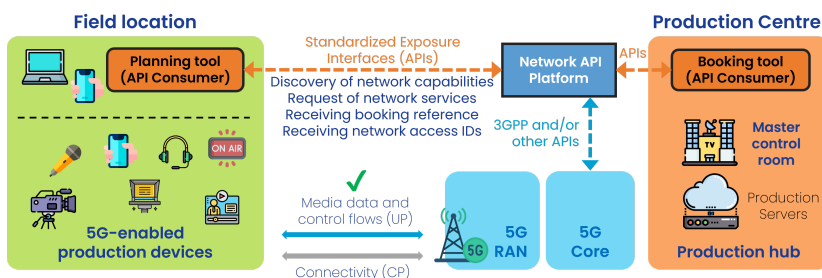 Field location
Production Centre
Planning tool
(API Consumer)
Standardized Exposure
Interfaces (APIs)
Discovery of network capabilities
Request of network services
Receiving booking reference
Receiving network access IDs
Network API
Platform
APIs
Booking tool
(API Consumer)
3GPP and/or
other APIs
ON AIR
TV
Master
control
room
Production
Servers
Production hub
5G-enabled
production devices
Media data and
control flows (UP)
Connectivity (CP)
5G
5G
RAN
5G
Core